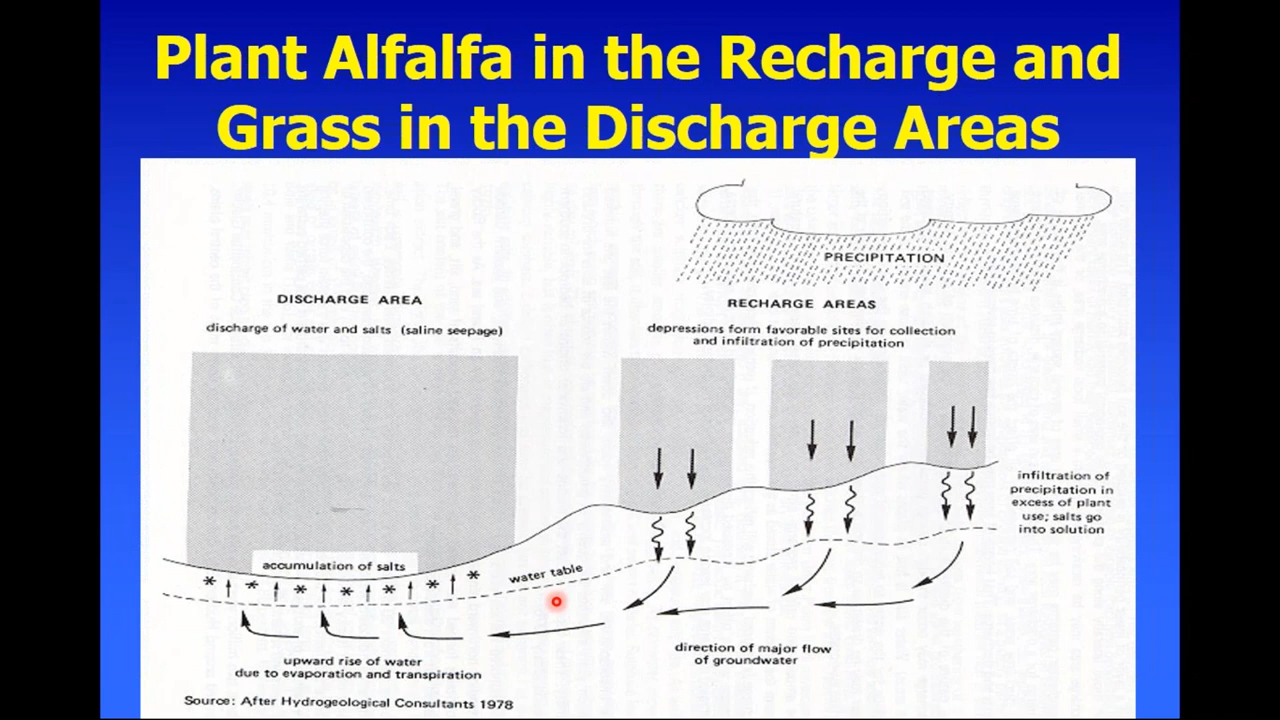 Plant Alfalfa in the Recharge and
Grass in the Discharge Areas
PRECIPITATION
DISCHARGE AREA
discharge of water and salts (saline seepage)
RECHARGE AREAS
depressions form favorable sites for collection
and infiltration of precipitation
infiltration of
precipitation in
excess of plant
use; salts go
into solution
accumulation of salts
water table
direction of major flow
of groundwater
upward rise of water
due to evaporation and transpiration
Source: After Hydrogeological Consultants 1978